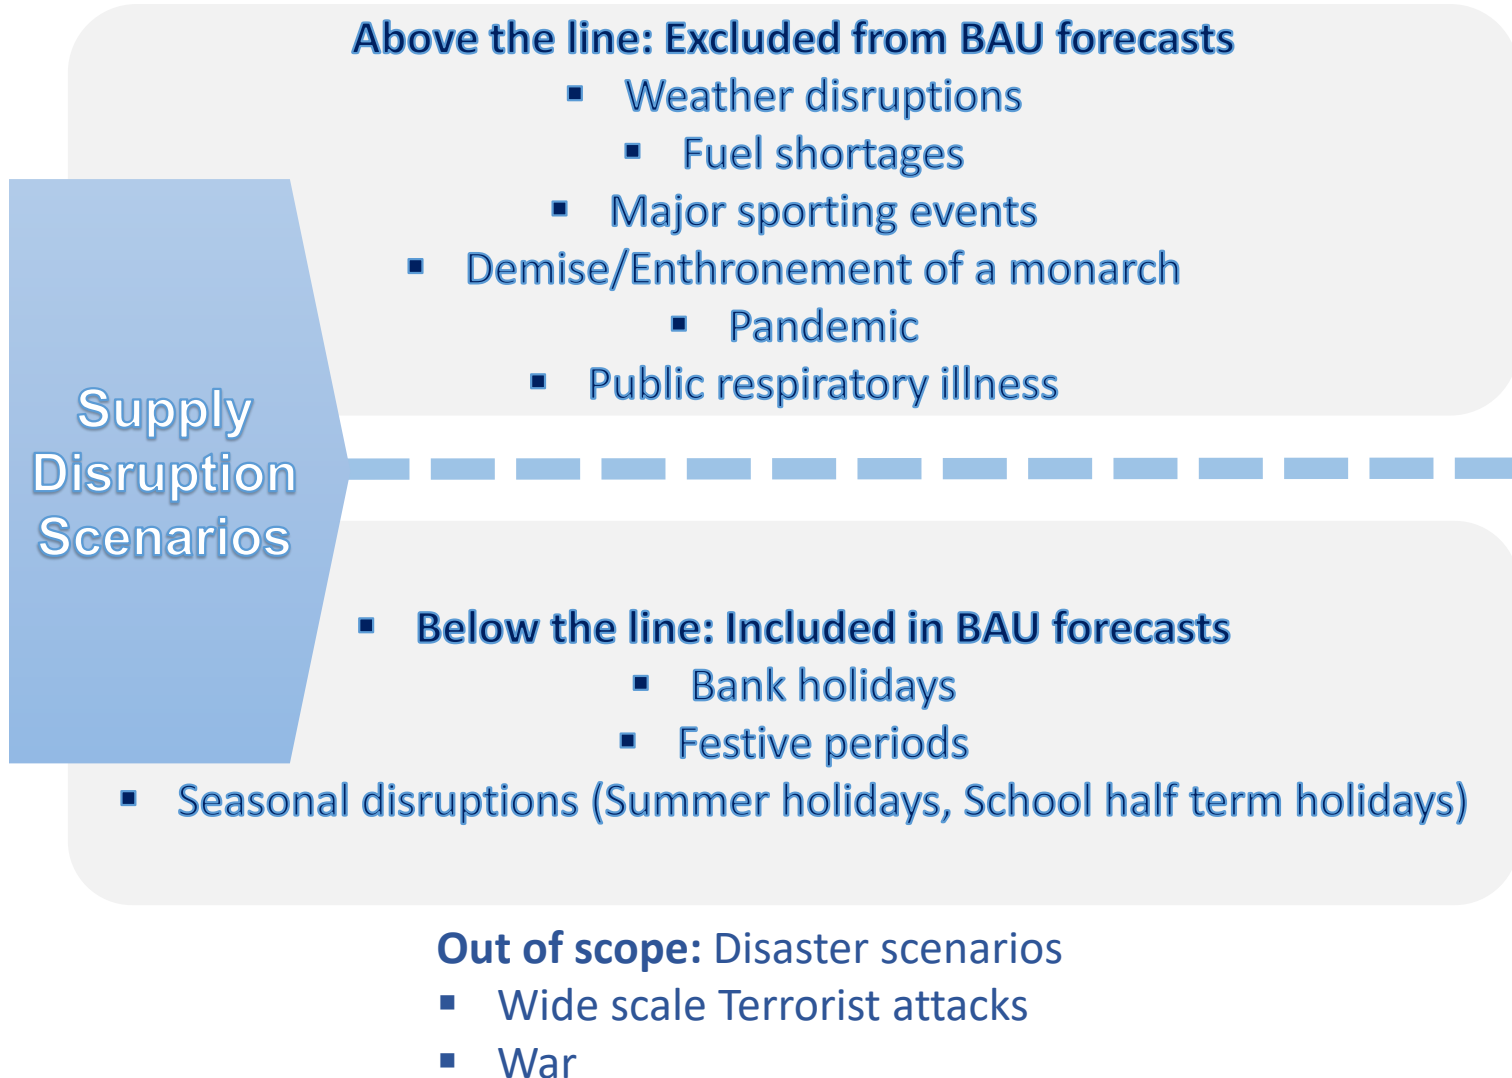 Above the line: Excluded from BAU forecasts
▪ Weather disruptions
▪ Fuel shortages
▪ Major sporting events
▪ Demise/Enthronement of a monarch
▪ Pandemic
▪ Public respiratory illness
Supply
Disruption
Scenarios
▪ Below the line: Included in BAU forecasts
▪ Bank holidays
▪ Festive periods
▪ Seasonal disruptions (Summer holidays, School half term holidays)
Out of scope: Disaster scenarios
▪ Wide scale Terrorist attacks
▪ War